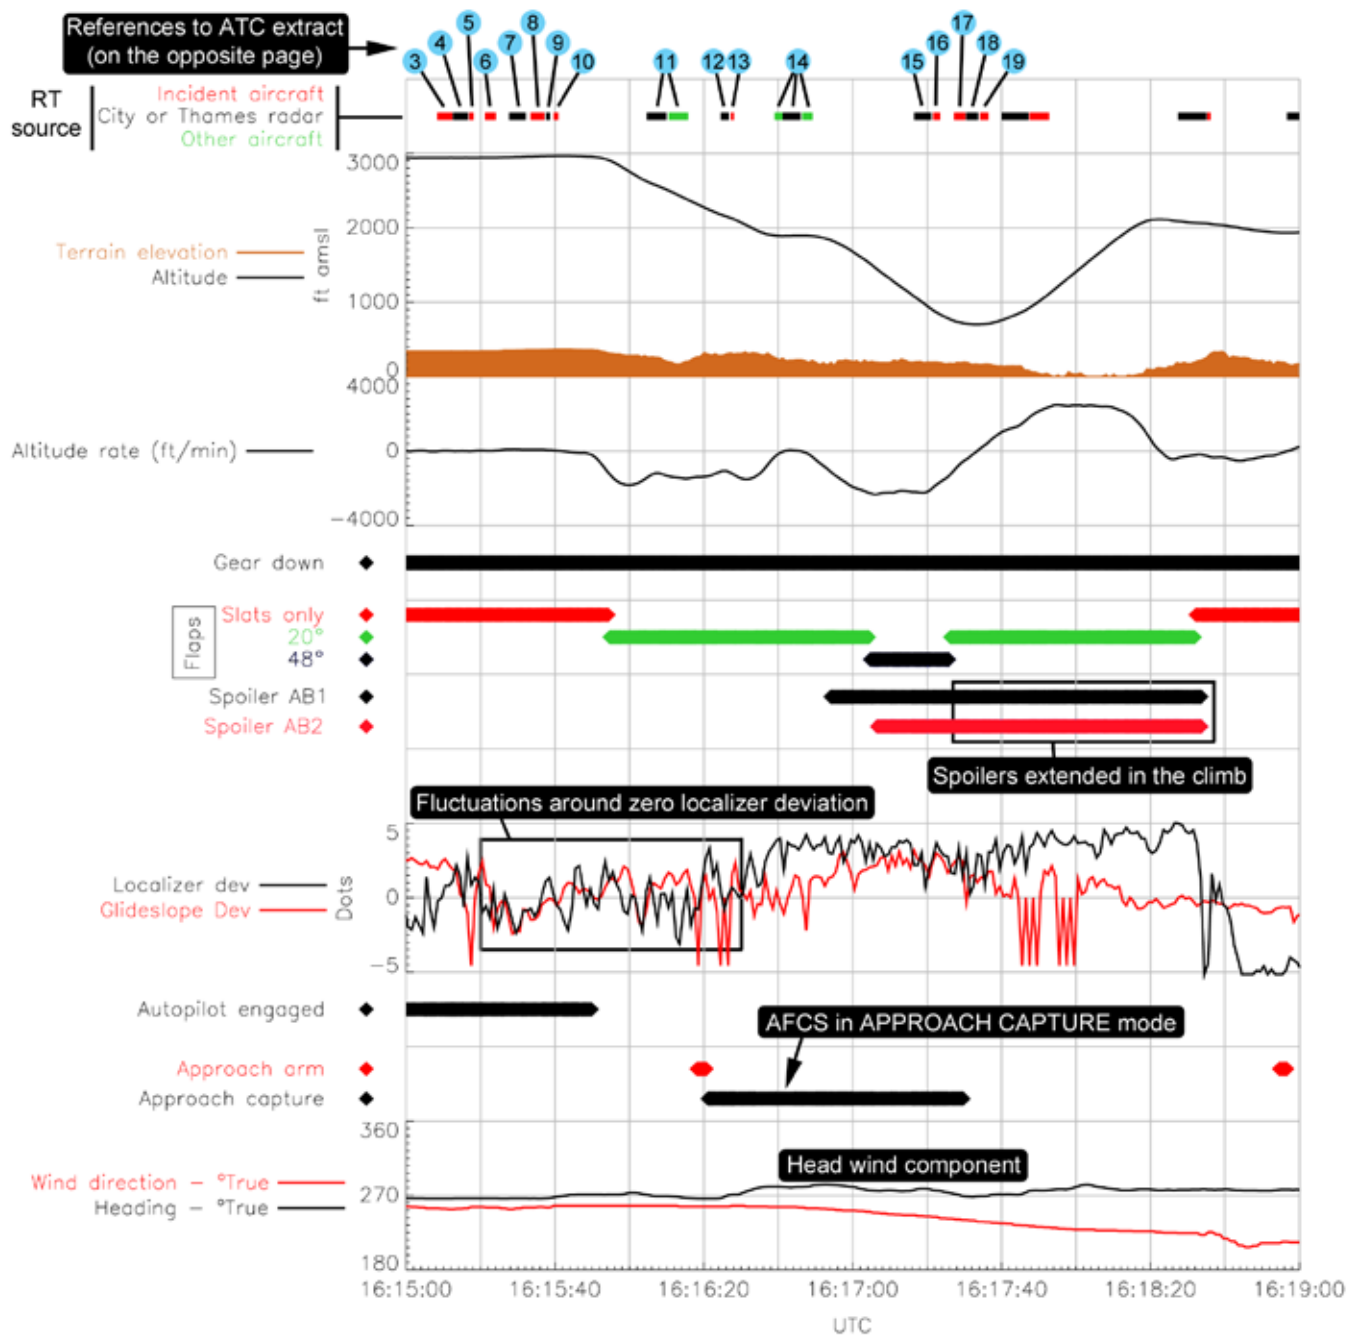 References to ATC extract
(on the opposite page)
3 4 5 6 7 8 9 10 11 12 13 14 15 16 17 18 19
RT
source
Incident aircraft
City or Thames radar
Other aircraft
3000
2000
1000
0
ft amsl
Terrain elevation
Altitude
4000
0
-4000
Altitude rate (ft/min)
Gear down
Flaps
Slats only
20°
48°
Spoiler AB1
Spoiler AB2
Spoilers extended in the climb
Fluctuations around zero localizer deviation
5
0
-5
Dots
Localizer dev
Glideslope Dev
Autopilot engaged
AFCS in APPROACH CAPTURE mode
Approach arm
Approach capture
360
270
180
Head wind component
Wind direction - °True
Heading - °True
16:15:00 16:15:40 16:16:20 16:17:00 16:17:40 16:18:20 16:19:00
UTC